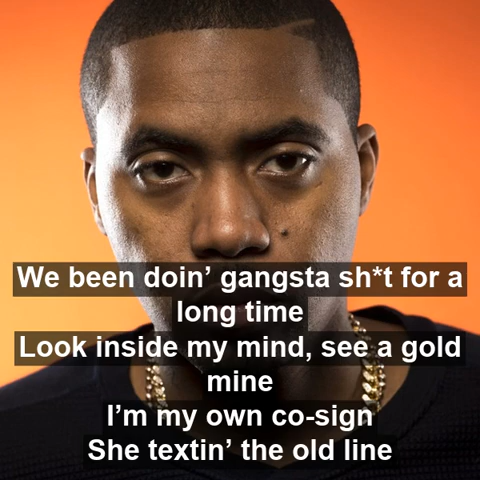 We been doin’ gangsta sh*t for a
long time
Look inside my mind, see a gold
mine
I’m my own co-sign
She textin’ the old line